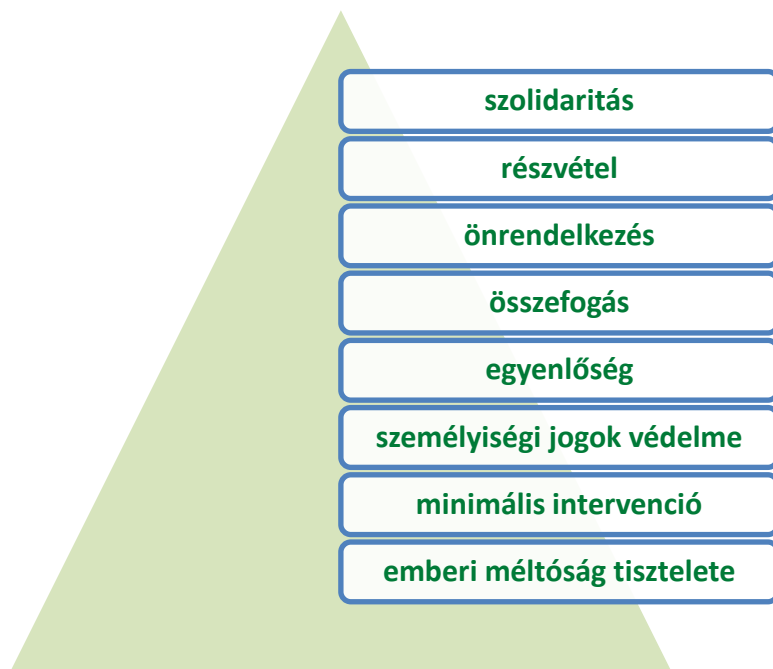 szolidaritás
részvétel
önrendelkezés
összefogás
egyenlőség
személyiségi jogok védelme
minimális intervenció
emberi méltóság tisztelete